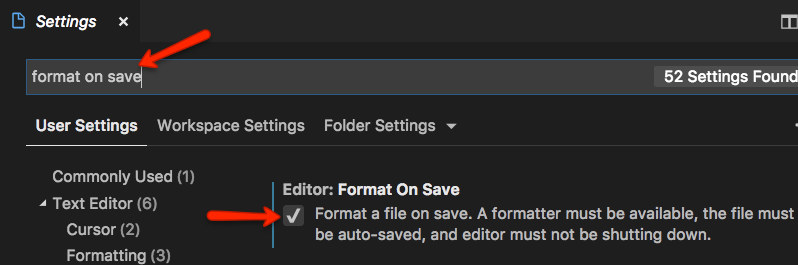 Settings
format on save
52 Settings Found
User Settings Workspace Settings Folder Settings
Commonly Used (1)
Text Editor (6)
Cursor (2)
Formatting (3)
Editor: Format On Save
Format a file on save. A formatter must be available, the file must
be auto-saved, and editor must not be shutting down.